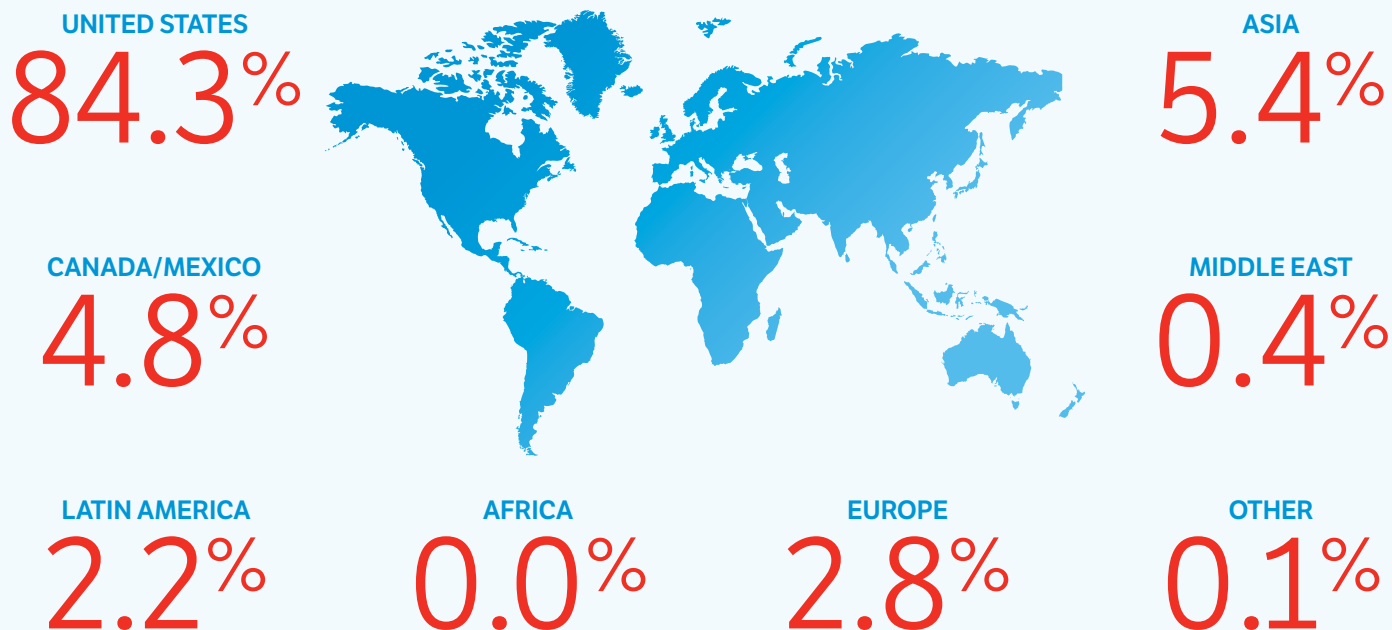 UNITED STATES
84.3%
ASIA
5.4%
CANADA/MEXICO
4.8%
MIDDLE EAST
0.4%
LATIN AMERICA
2.2%
AFRICA
0.0%
EUROPE
2.8%
OTHER
0.1%